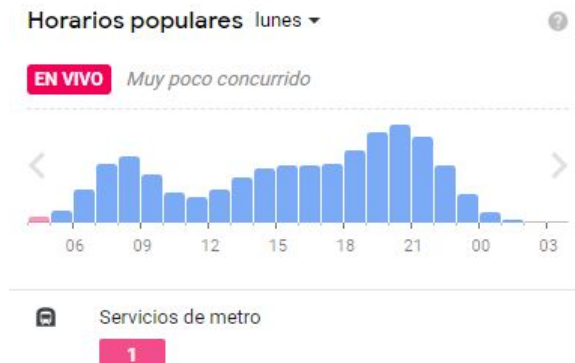 Horarios populares lunes
EN VIVO Muy poco concurrido
06 09 12 15 18 21 00 03
Servicios de metro
1